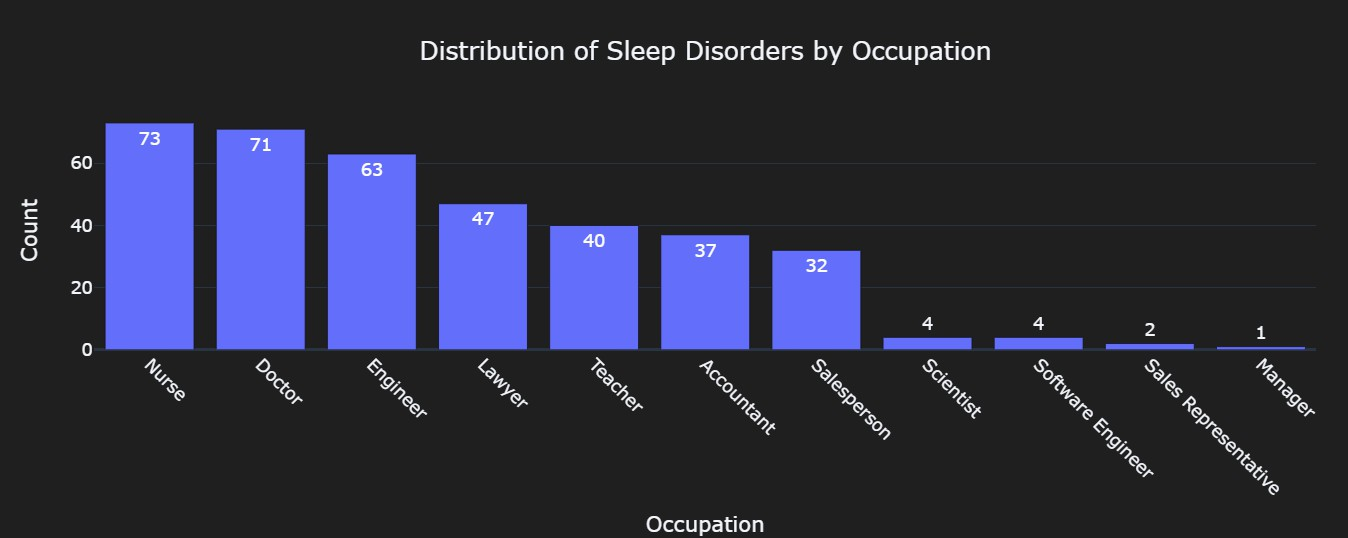 Distribution of Sleep Disorders by Occupation
Count
60
40
20
0
73
71
63
47
40
37
32
4
4
2
1
Nurse
Doctor
Engineer
Lawyer
Teacher
Accountant
Salesperson
Scientist
Software Engineer
Sales Representative
Manager
Occupation